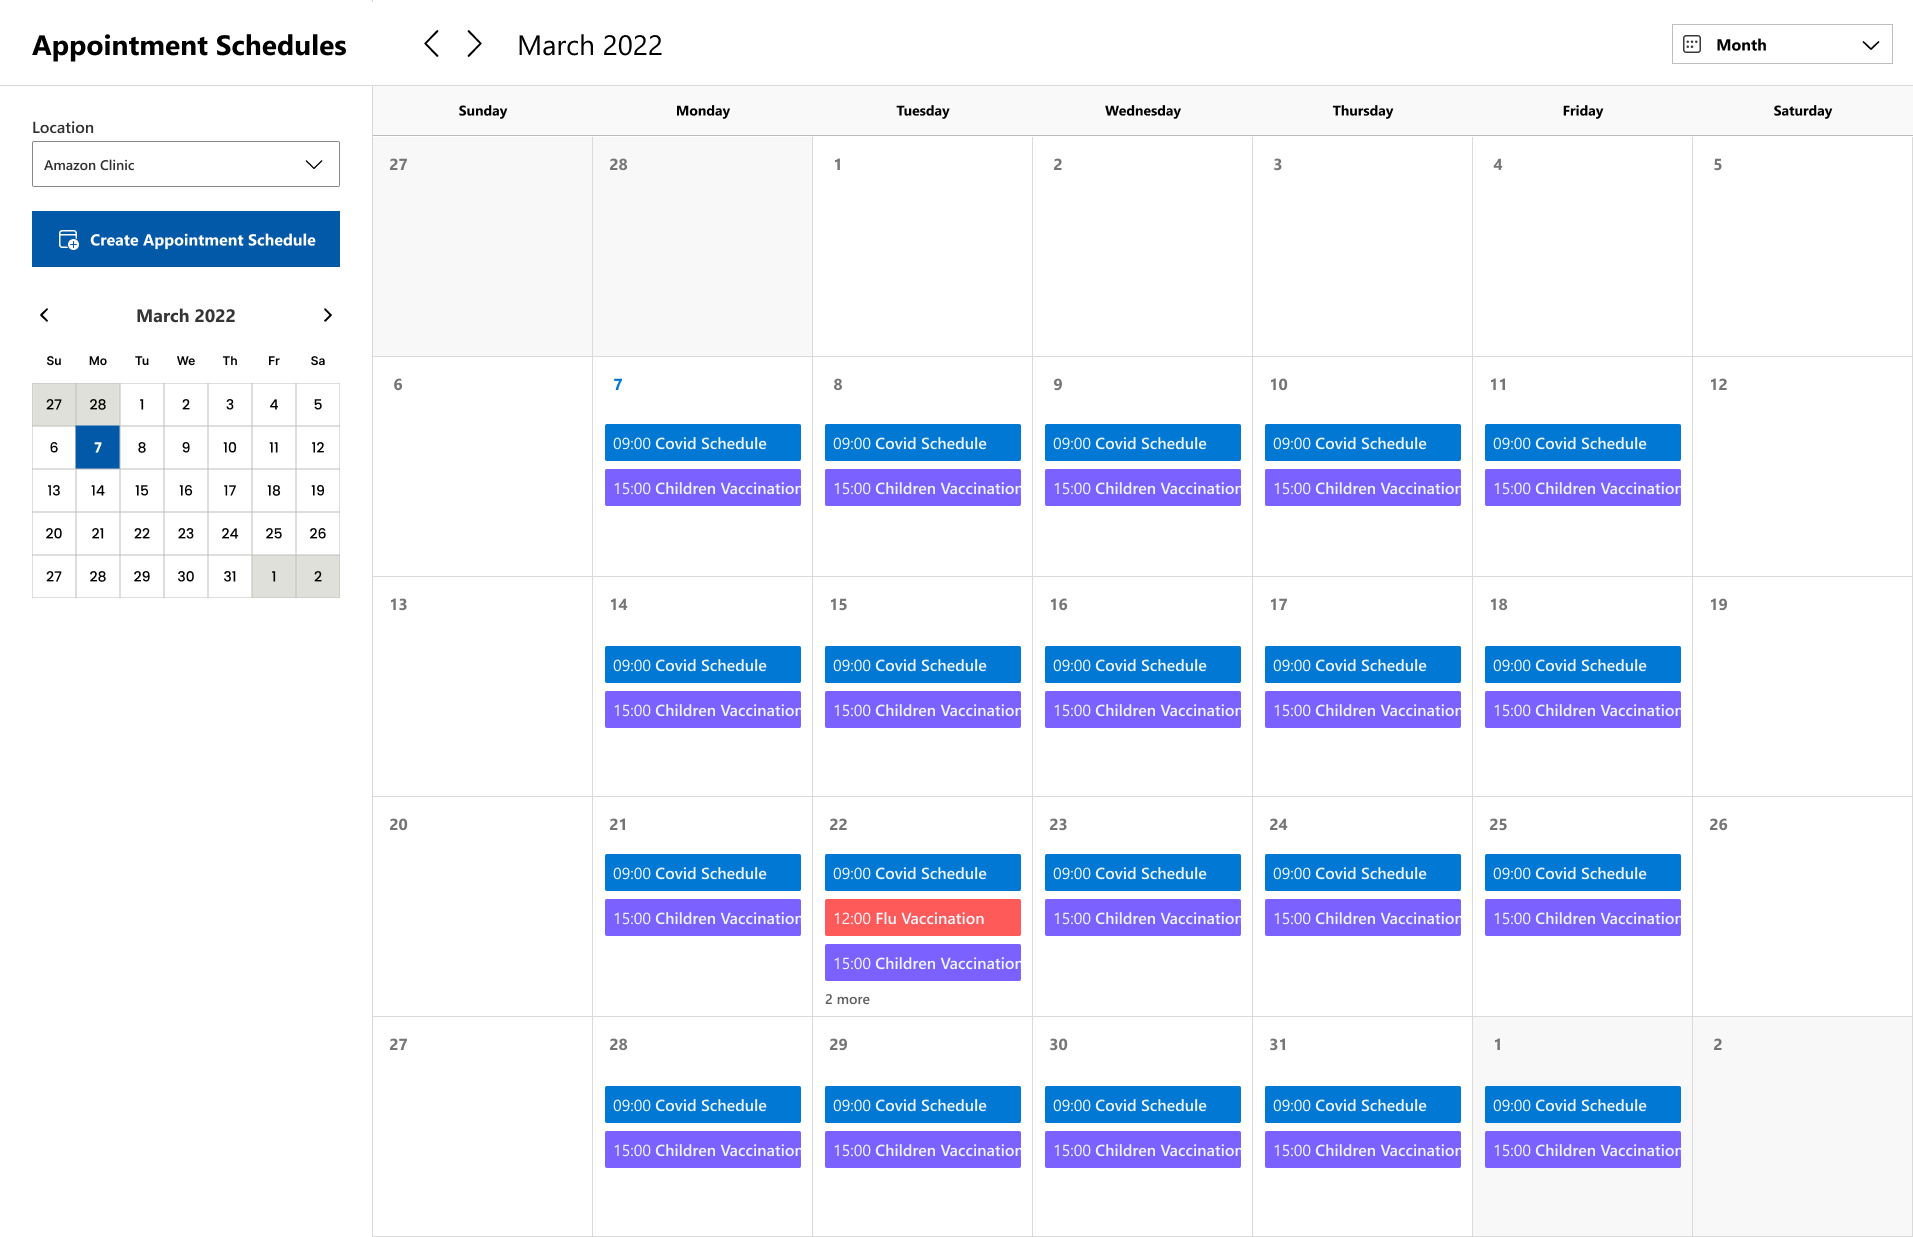 Appointment Schedules
March 2022
Month
Location
Amazon Clinic
Create Appointment Schedule
March 2022
Su Mo Tu We Th Fr Sa
27 28 1 2 3 4 5
6 7 8 9 10 11 12
13 14 15 16 17 18 19
20 21 22 23 24 25 26
27 28 29 30 31 1 2
Sunday Monday Tuesday Wednesday Thursday Friday Saturday
27 28 1 2 3 4 5
6 7 8 9 10 11 12
09:00 Covid Schedule 09:00 Covid Schedule 09:00 Covid Schedule 09:00 Covid Schedule 09:00 Covid Schedule
15:00 Children Vaccination 15:00 Children Vaccination 15:00 Children Vaccination 15:00 Children Vaccination 15:00 Children Vaccination
13 14 15 16 17 18 19
09:00 Covid Schedule 09:00 Covid Schedule 09:00 Covid Schedule 09:00 Covid Schedule 09:00 Covid Schedule
15:00 Children Vaccination 15:00 Children Vaccination 15:00 Children Vaccination 15:00 Children Vaccination 15:00 Children Vaccination
20 21 22 23 24 25 26
09:00 Covid Schedule 09:00 Covid Schedule 09:00 Covid Schedule 09:00 Covid Schedule 09:00 Covid Schedule
15:00 Children Vaccination 12:00 Flu Vaccination 15:00 Children Vaccination 15:00 Children Vaccination 15:00 Children Vaccination
15:00 Children Vaccination
2 more
27 28 29 30 31 1 2
09:00 Covid Schedule 09:00 Covid Schedule 09:00 Covid Schedule 09:00 Covid Schedule 09:00 Covid Schedule
15:00 Children Vaccination 15:00 Children Vaccination 15:00 Children Vaccination 15:00 Children Vaccination 15:00 Children Vaccination